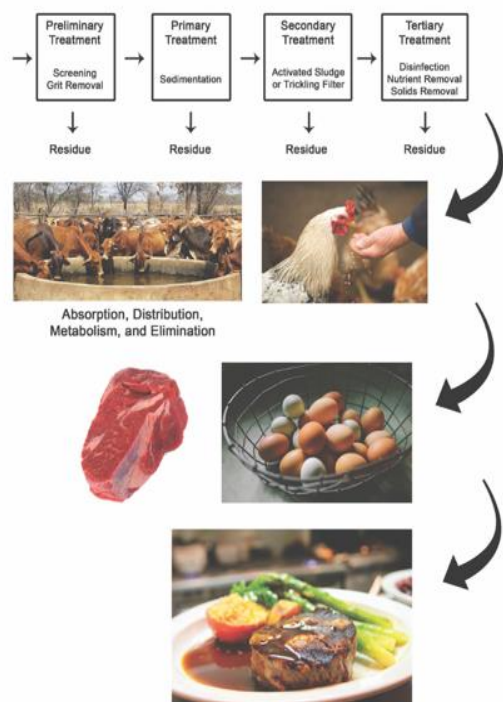 Preliminary
Treatment
Screening
Grit Removal
Primary
Treatment
Sedimentation
Secondary
Treatment
Activated Sludge
or Trickling Filter
Tertiary
Treatment
Disinfection
Nutrient Removal
Solids Removal
Residue
Residue
Residue
Residue
Absorption, Distribution,
Metabolism, and Elimination